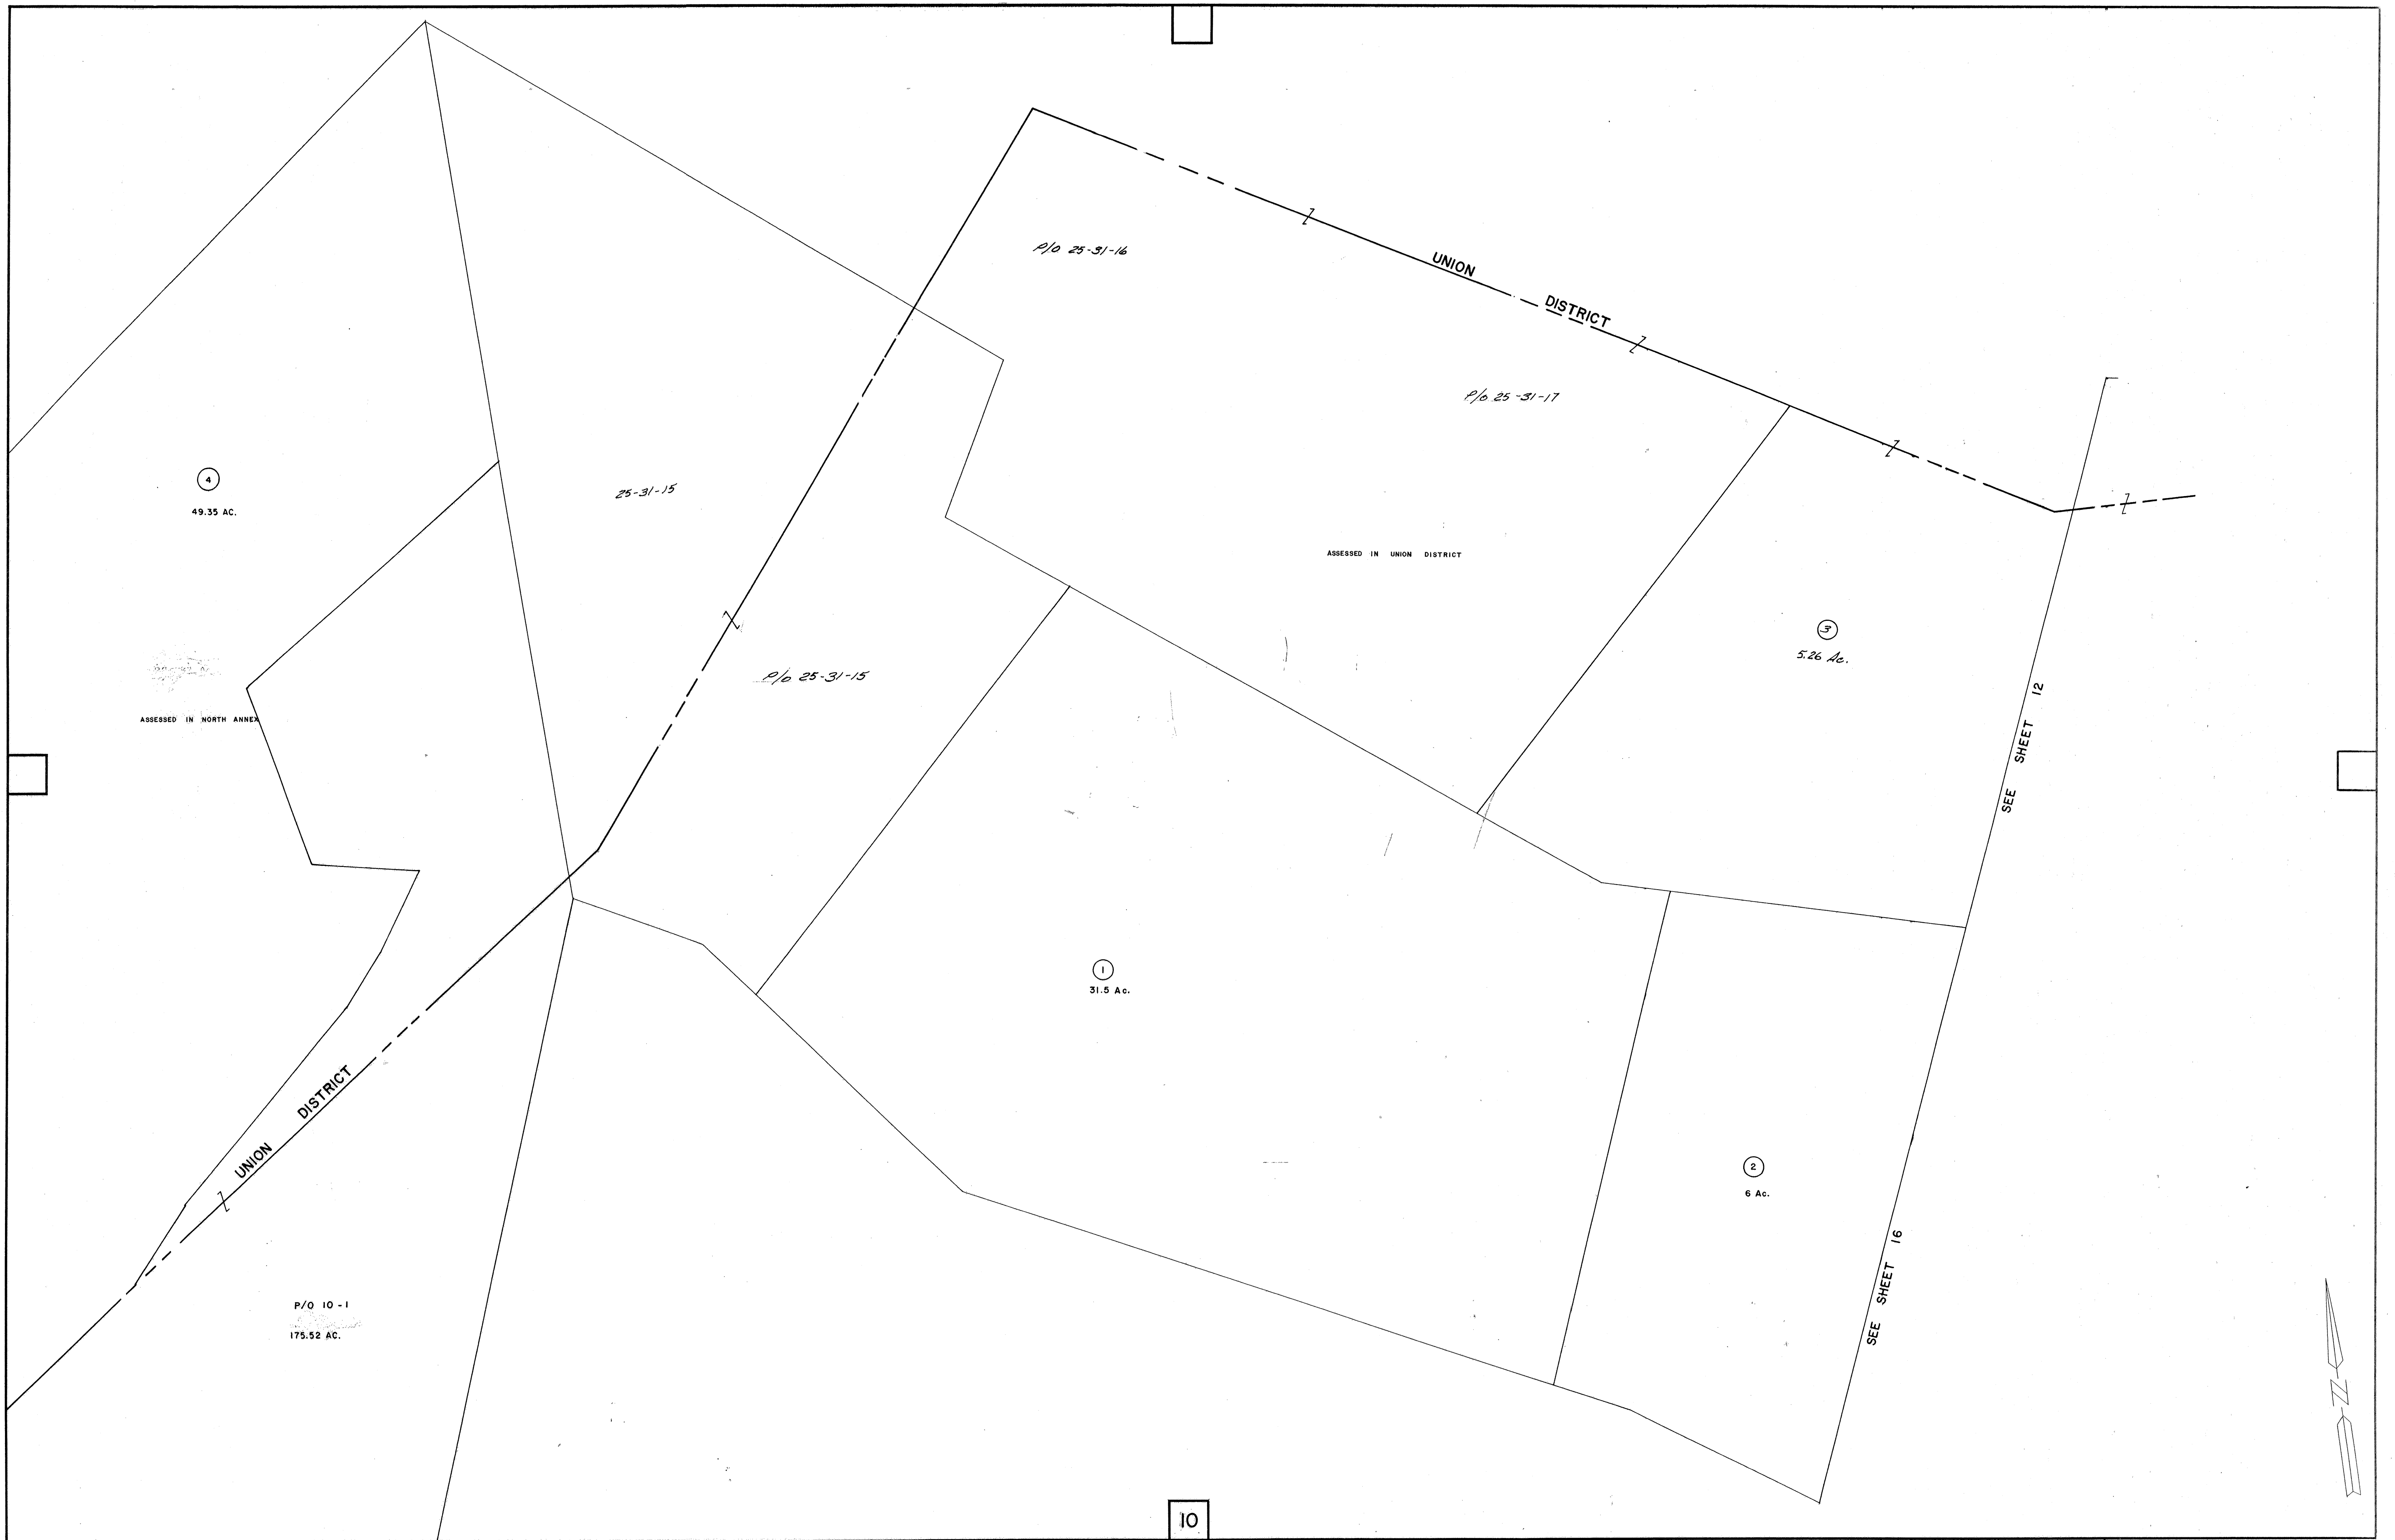 P/O 25-31-16
UNION DISTRICT
P/O 25-31-17
4
49.35 AC.
25-31-15
ASSESSED IN UNION DISTRICT
3
5.26 Ac.
P/O 25-31-15
SEE SHEET 12
ASSESSED IN NORTH ANNEX
1
31.5 Ac.
UNION DISTRICT
2
6 Ac.
SEE SHEET 16
P/O 10-1
175.52 AC.
N
10